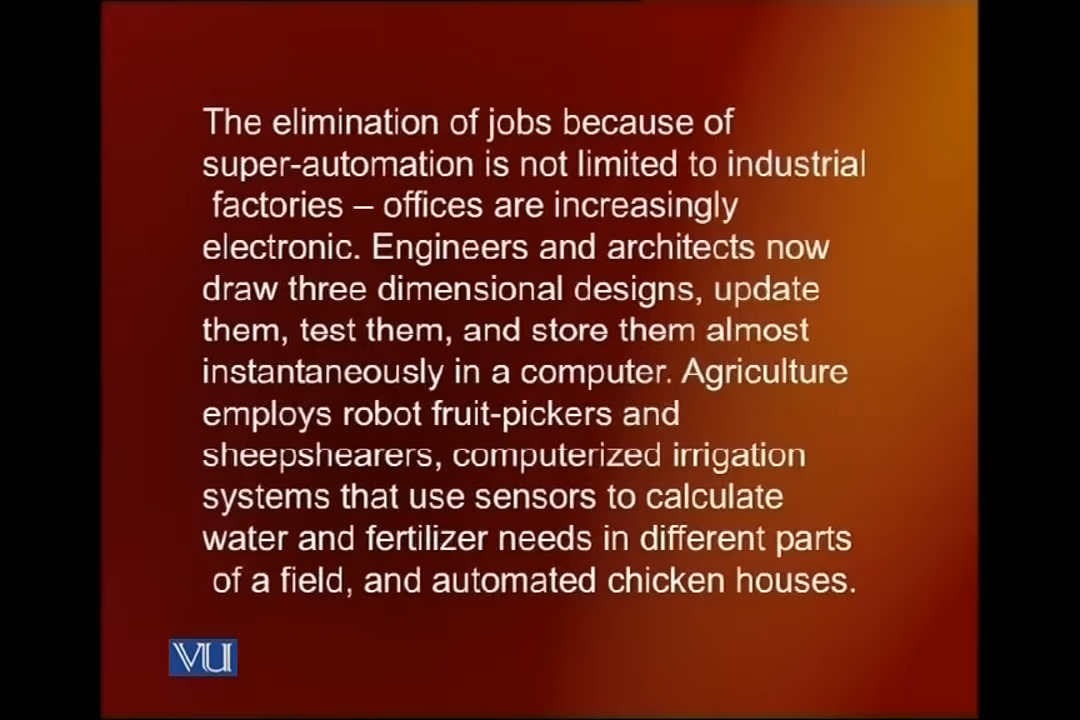 The elimination of jobs because of
super-automation is not limited to industrial
factories – offices are increasingly
electronic. Engineers and architects now
draw three dimensional designs, update
them, test them, and store them almost
instantaneously in a computer. Agriculture
employs robot fruit-pickers and
sheepshearers, computerized irrigation
systems that use sensors to calculate
water and fertilizer needs in different parts
of a field, and automated chicken houses.
VU